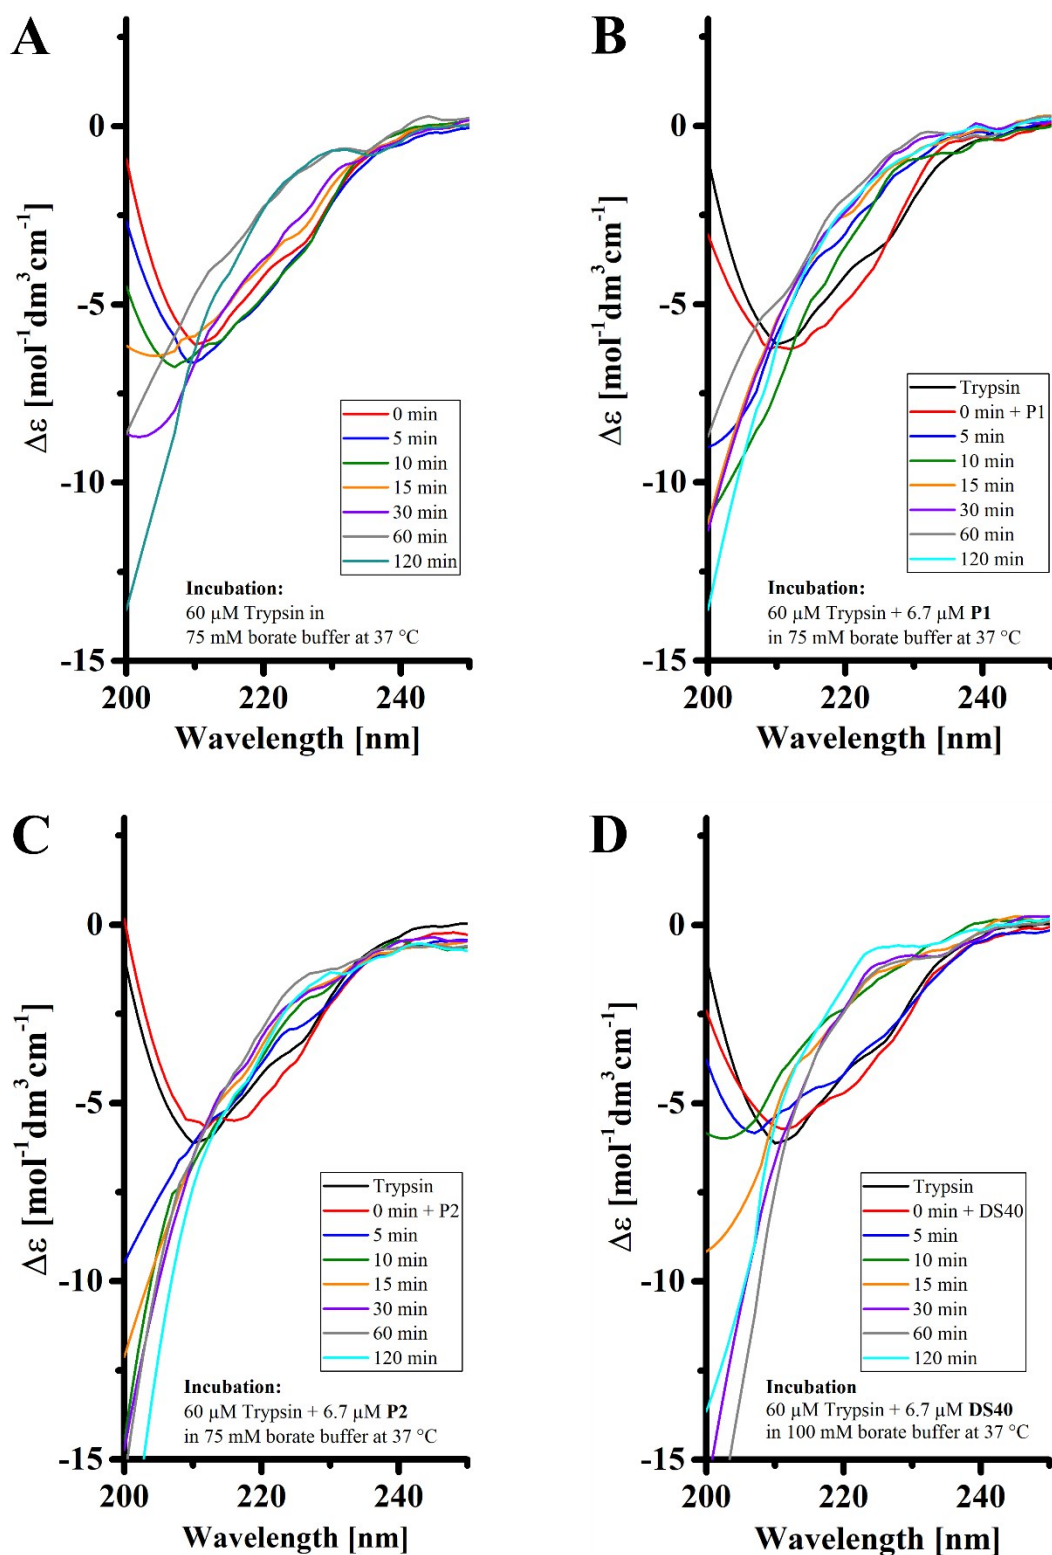 A
0
-5
-10
-15
Δε [mol⁻¹dm³cm⁻¹]
0 min
5 min
10 min
15 min
30 min
60 min
120 min
Incubation:
60 µM Trypsin in
75 mM borate buffer at 37 °C
200
220
240
Wavelength [nm]
B
0
-5
-10
-15
Δε [mol⁻¹dm³cm⁻¹]
Trypsin
0 min + P1
5 min
10 min
15 min
30 min
60 min
120 min
Incubation:
60 µM Trypsin + 6.7 µM P1
in 75 mM borate buffer at 37 °C
200
220
240
Wavelength [nm]
C
0
-5
-10
-15
Δε [mol⁻¹dm³cm⁻¹]
Trypsin
0 min + P2
5 min
10 min
15 min
30 min
60 min
120 min
Incubation:
60 µM Trypsin + 6.7 µM P2
in 75 mM borate buffer at 37 °C
200
220
240
Wavelength [nm]
D
0
-5
-10
-15
Δε [mol⁻¹dm³cm⁻¹]
Trypsin
0 min + DS40
5 min
10 min
15 min
30 min
60 min
120 min
Incubation
60 µM Trypsin + 6.7 µM DS40
in 100 mM borate buffer at 37 °C
200
220
240
Wavelength [nm]